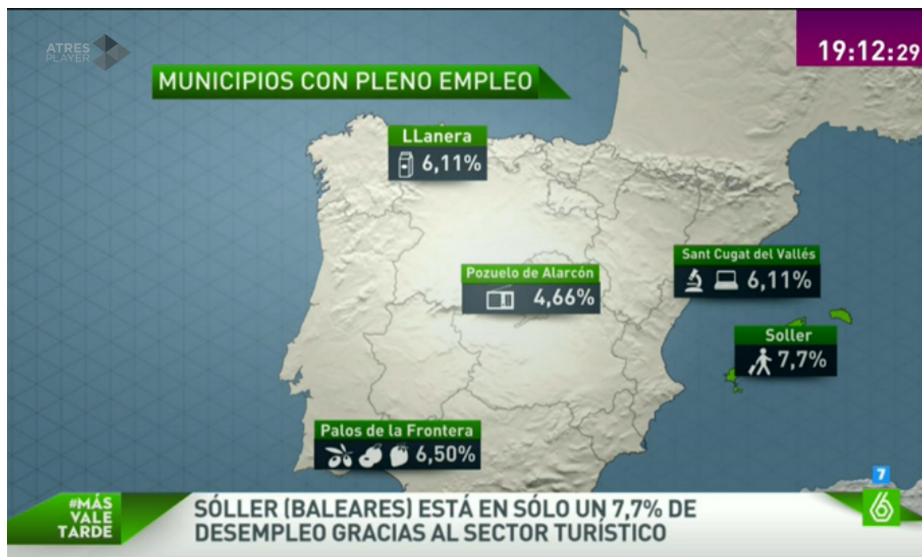 ATRES
PLAYER
19:12:29
MUNICIPIOS CON PLENO EMPLEO
LLanera
6,11%
Sant Cugat del Vallés
6,11%
Pozuelo de Alarcón
4,66%
Soller
7,7%
Palos de la Frontera
6,50%
7
6
#MÁS
VALE
TARDE
SÓLLER (BALEARES) ESTÁ EN SÓLO UN 7,7% DE
DESEMPLEO GRACIAS AL SECTOR TURÍSTICO